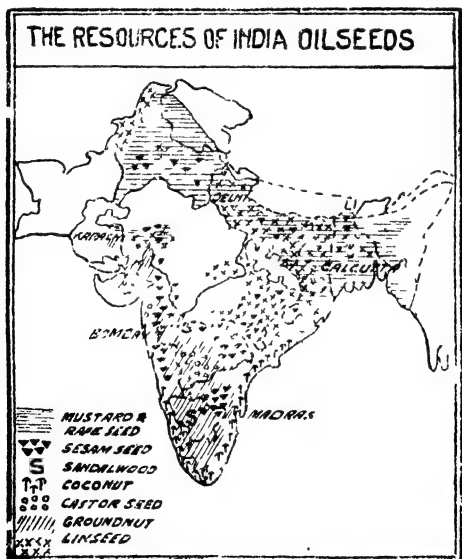 THE RESOURCES OF INDIA OILSEEDS
DELHI
KARACHI
CALCUTTA
BOMBAY
MADRAS
MUSTARD &
RAPE SEED
SESAM SEED
S SANDALWOOD
COCONUT
CASTOR SEED
GROUNDNUT
LINSEED